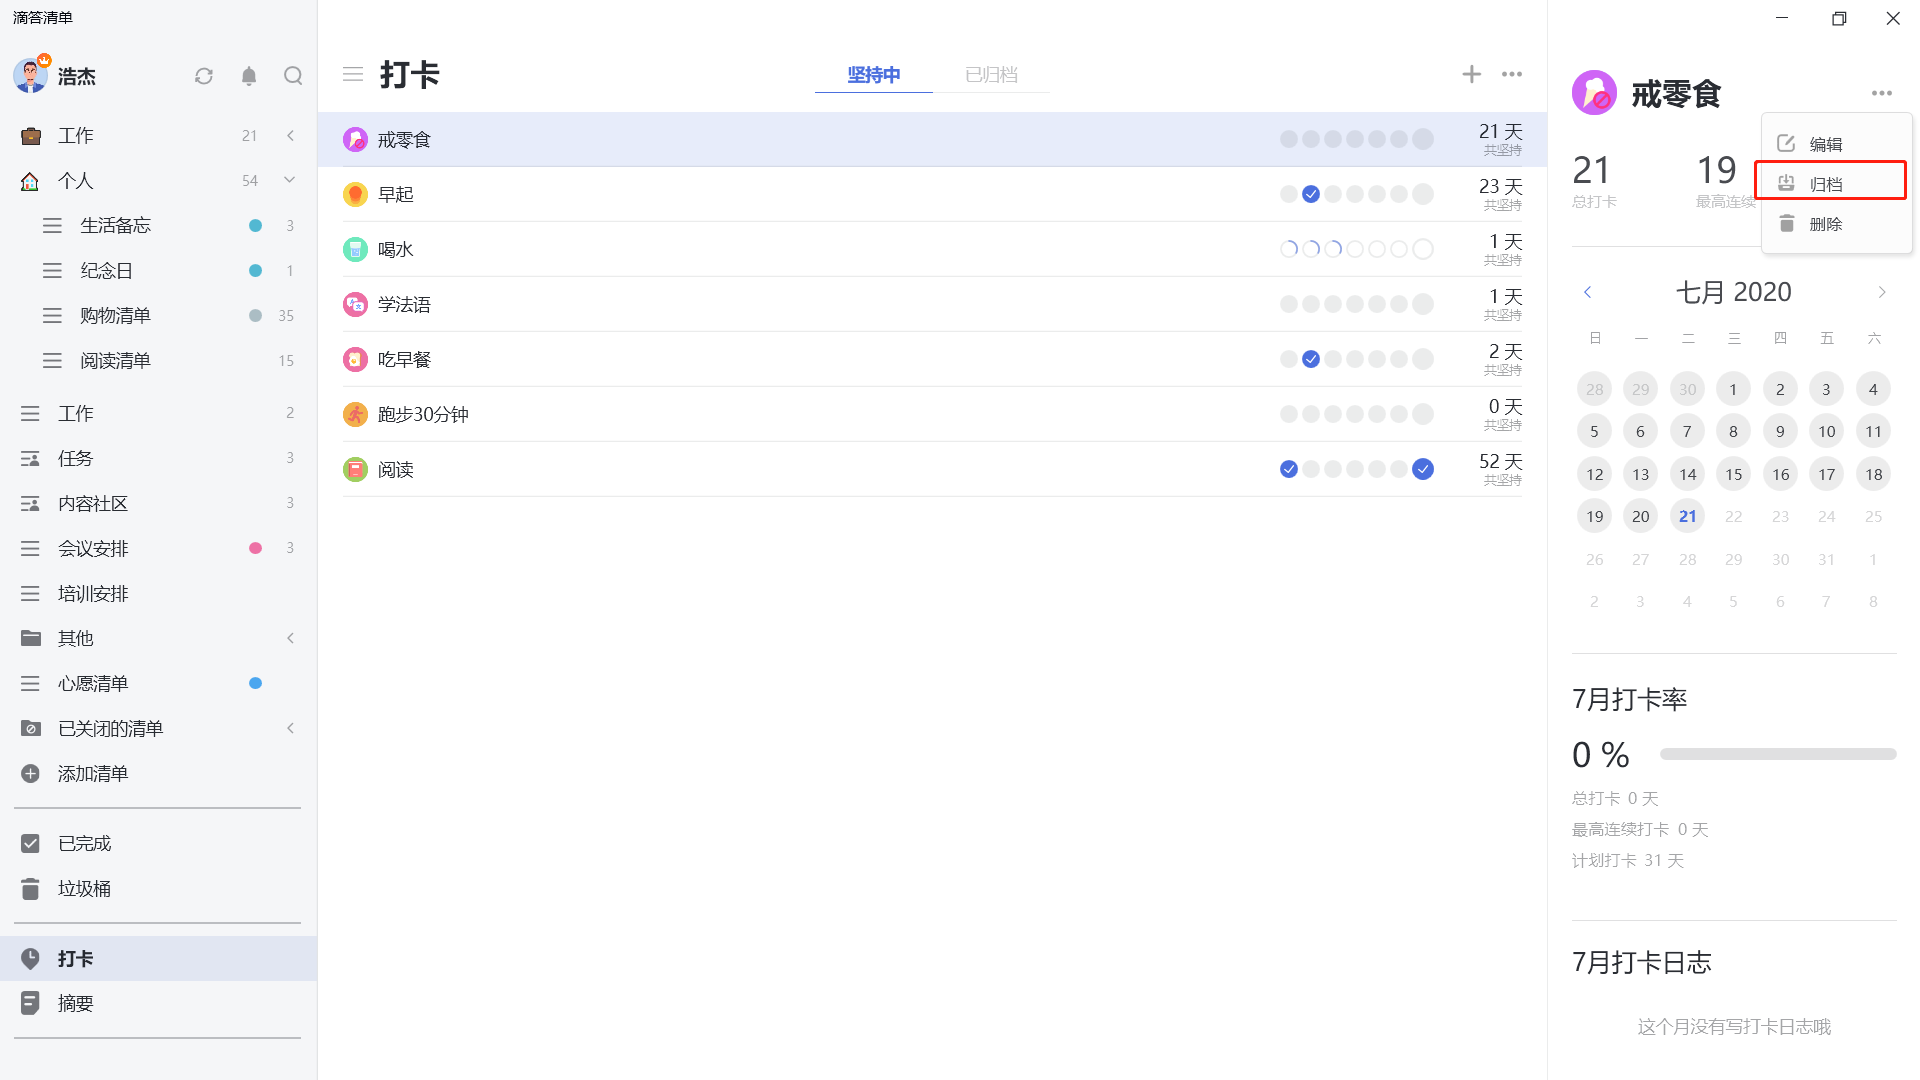 滴答清单
浩杰
工作 21
个人 54
生活备忘 3
纪念日 1
购物清单 35
阅读清单 15
工作 2
任务 3
内容社区 3
会议安排 3
培训安排
其他
心愿清单
已关闭的清单
添加清单
已完成
垃圾桶
打卡
摘要
打卡
坚持中 已归档
戒零食 21 天
共坚持
早起 23 天
共坚持
喝水 1 天
共坚持
学法语 1 天
共坚持
吃早餐 2 天
共坚持
跑步30分钟 0 天
共坚持
阅读 52 天
共坚持
戒零食
编辑
归档
删除
21 19
总打卡 最高连续
七月 2020
日 一 二 三 四 五 六
28 29 30 1 2 3 4
5 6 7 8 9 10 11
12 13 14 15 16 17 18
19 20 21 22 23 24 25
26 27 28 29 30 31 1
2 3 4 5 6 7 8
7月打卡率
0 %
总打卡 0 天
最高连续打卡 0 天
计划打卡 31 天
7月打卡日志
这个月没有写打卡日志哦